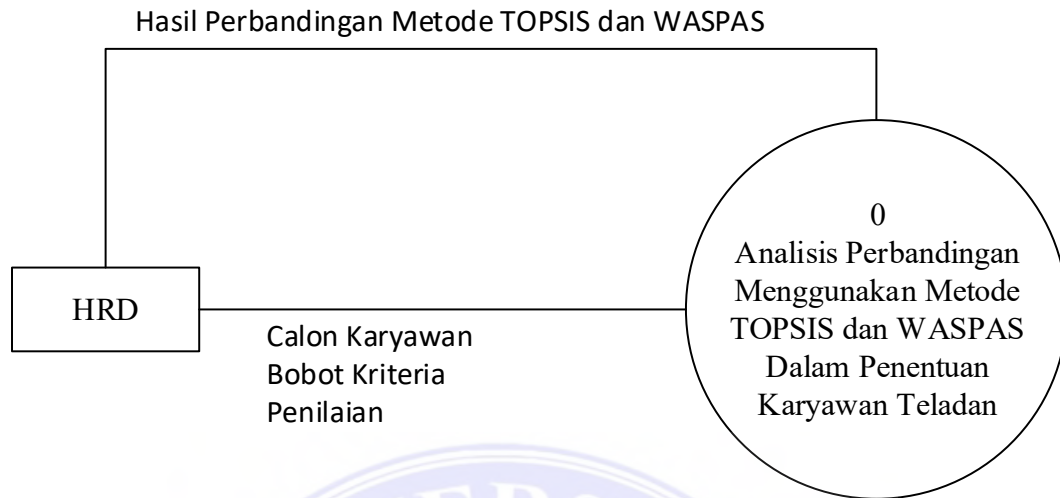 Hasil Perbandingan Metode TOPSIS dan WASPAS
0
Analisis Perbandingan
Menggunakan Metode
TOPSIS dan WASPAS
Dalam Penentuan
Karyawan Teladan
HRD
Calon Karyawan
Bobot Kriteria
Penilaian